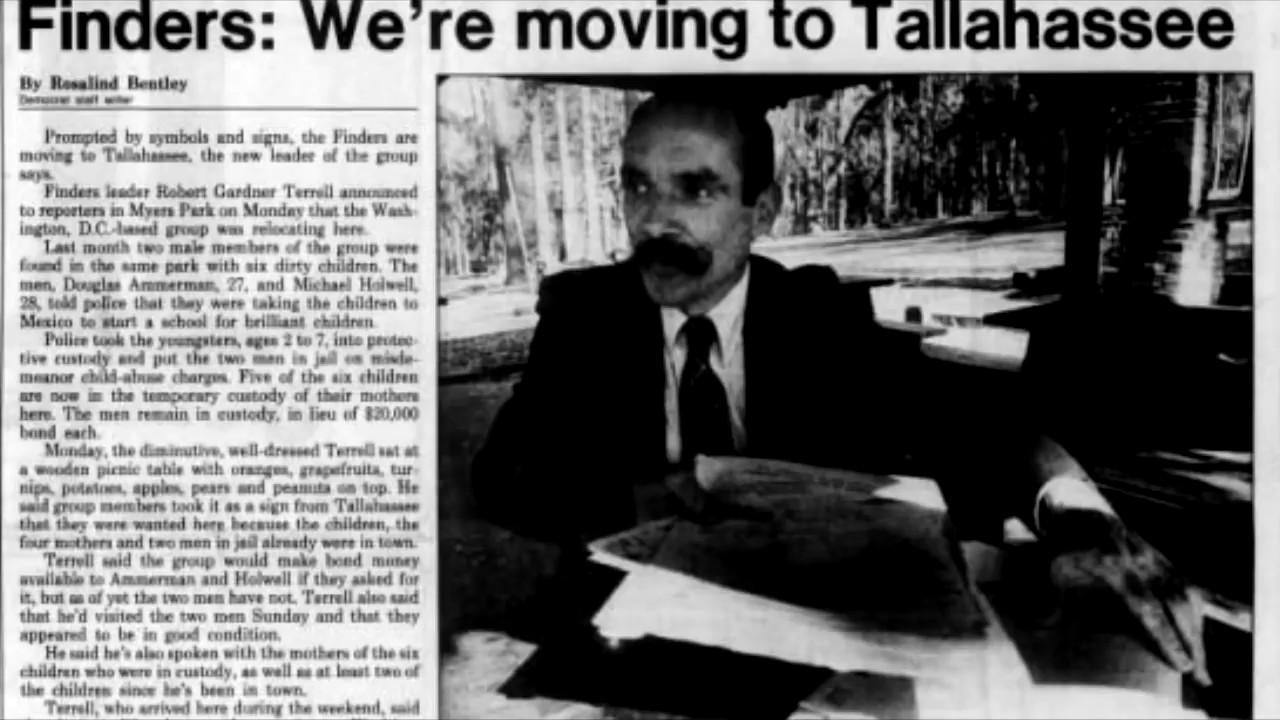 Finders: We're moving to Tallahassee
By Rosalind Bentley
Democrat staff writer
Prompted by symbols and signs, the Finders are
moving to Tallahassee, the new leader of the group
says.
Finders leader Robert Gardner Terrell announced
to reporters in Myers Park on Monday that the Wash-
ington, D.C.-based group was relocating here.
Last month two male members of the group were
found in the same park with six dirty children. The
men, Douglas Ammerman, 27, and Michael Holwell,
28, told police that they were taking the children to
Mexico to start a school for brilliant children.
Police took the youngsters, ages 2 to 7, into protec-
tive custody and put the two men in jail on misde-
meanor child-abuse charges. Five of the six children
are now in the temporary custody of their mothers
here. The men remain in custody, in lieu of $20,000
bond each.
Monday, the diminutive, well-dressed Terrell sat at
a wooden picnic table with oranges, grapefruits, tur-
nips, potatoes, apples, pears and peanuts on top. He
said group members took it as a sign from Tallahassee
that they were wanted here because the children, the
four mothers and two men in jail already were in town.
Terrell said the group would make bond money
available to Ammerman and Holwell if they asked for
it, but as of yet the two men have not. Terrell also said
that he'd visited the two men Sunday and that they
appeared to be in good condition.
He said he's also spoken with the mothers of the six
children who were in custody, as well as at least two of
the children since he's been in town.
Terrell, who arrived here during the weekend, said